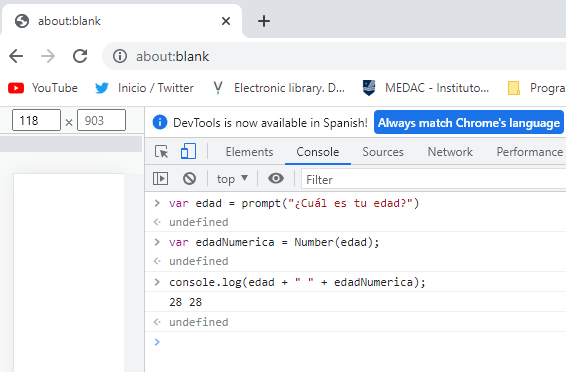 about:blank
about:blank
YouTube Inicio / Twitter Electronic library. D... MEDAC - Instituto... Progra
118 × 903 DevTools is now available in Spanish! Always match Chrome's language
Elements Console Sources Network Performance
top ▼ Filter
> var edad = prompt("¿Cuál es tu edad?")
undefined
> var edadNumerica = Number(edad);
undefined
> console.log(edad + " " + edadNumerica);
28 28
undefined
>